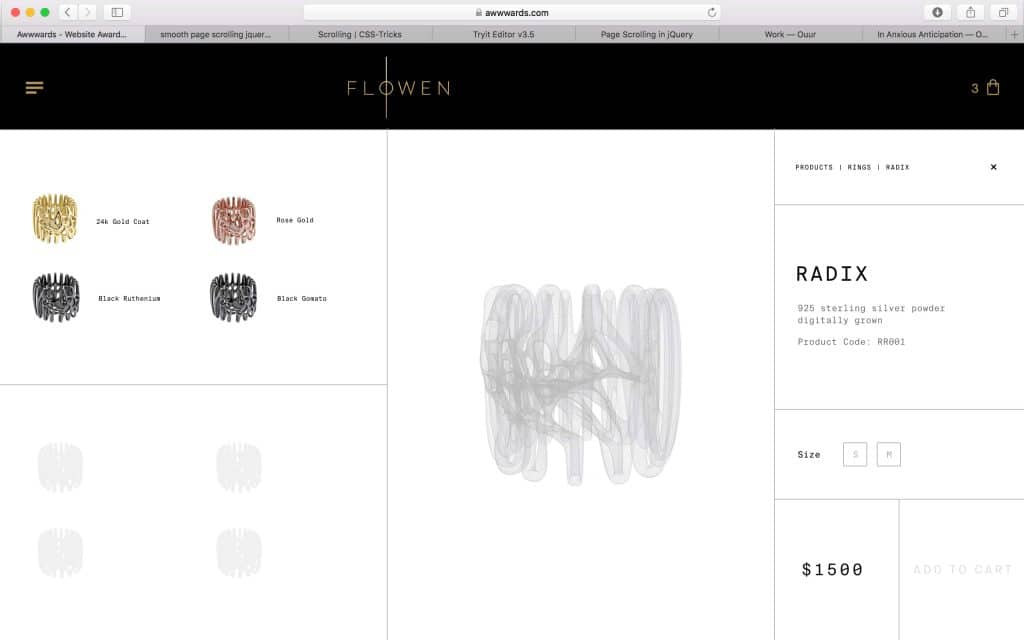 awwwards.com
Awwwards - Website Award...
smooth page scrolling jquer...
Scrolling | CSS-Tricks
Tryit Editor v3.5
Page Scrolling in jQuery
Work — Ouur
In Anxious Anticipation — O...
FLOWEN
3
24k Gold Coat
Rose Gold
Black Ruthenium
Black Gomato
PRODUCTS | RINGS | RADIX
RADIX
925 sterling silver powder
digitally grown
Product Code: RR001
Size
S
M
$1500
ADD TO CART